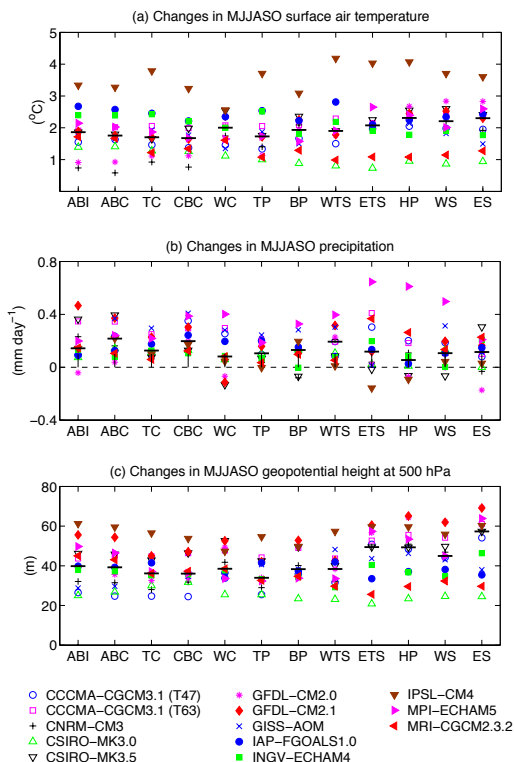 (a) Changes in MJJASO surface air temperature
(°C)
5
4
3
2
1
ABI ABC TC CBC WC TP BP WTS ETS HP WS ES
(b) Changes in MJJASO precipitation
(mm day−1)
0.8
0.4
0
−0.4
ABI ABC TC CBC WC TP BP WTS ETS HP WS ES
(c) Changes in MJJASO geopotential height at 500 hPa
(m)
80
60
40
20
0
ABI ABC TC CBC WC TP BP WTS ETS HP WS ES
CCCMA−CGCM3.1 (T47)
CCCMA−CGCM3.1 (T63)
CNRM−CM3
CSIRO−MK3.0
CSIRO−MK3.5
GFDL−CM2.0
GFDL−CM2.1
GISS−AOM
IAP−FGOALS1.0
INGV−ECHAM4
IPSL−CM4
MPI−ECHAM5
MRI−CGCM2.3.2